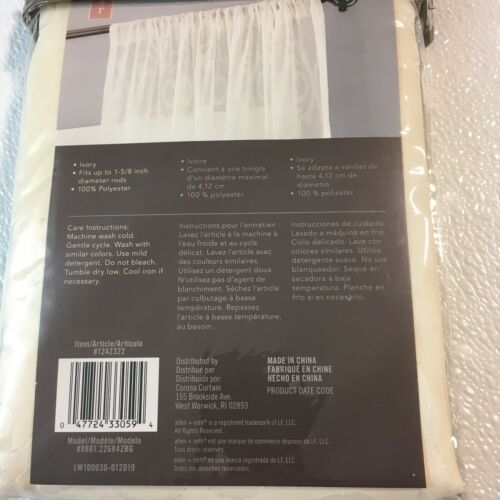 • Ivory
• Fits up to 1-5/8 inch
diameter rods
• 100% Polyester
• Ivoire
• Convient à une tringle
d'un diamètre maximal
de 4,12 cm
• 100 % polyester
• Ivory
• Se adapta a varillas de
hasta 4,12 cm de
diámetro
• 100 % poliéster
Care Instructions:
Machine wash cold.
Gentle cycle. Wash with
similar colors. Use mild
detergent. Do not bleach.
Tumble dry low. Cool iron if
necessary.
Instructions pour l'entretien :
Lavez l'article à la machine à
l'eau froide et au cycle
délicat. Lavez l'article avec
des couleurs similaires.
Utilisez un détergent doux.
N'utilisez pas d'agent de
blanchiment. Séchez l'article
par culbutage à basse
température. Repassez
l'article à basse température,
au besoin.
Instrucciones de cuidado:
Lavado a máquina en frío.
Ciclo delicado. Lave con
colores similares. Utilice
detergente suave. No use
blanqueador. Seque en
secadora a baja
temperatura. Planche en
frío si es necesario.
Item/Article/Artículo
#1242322
0 47724 33059 4
Model/Modèle/Modelo
#XB01.22604ZBG
LW100030-012019
Distributed by
Distribué par
Distribuido por:
Corona Curtain
155 Brookside Ave.
West Warwick, RI 02893
MADE IN CHINA
FABRIQUÉ EN CHINE
HECHO EN CHINA
PRODUCT DATE CODE
allen + roth® is a registered trademark of LF, LLC.
All Rights Reserved.
allen + roth® est une marque de commerce déposée de LF, LLC.
Tous droits réservés.
allen + roth® es una marca registrada de LF, LLC.